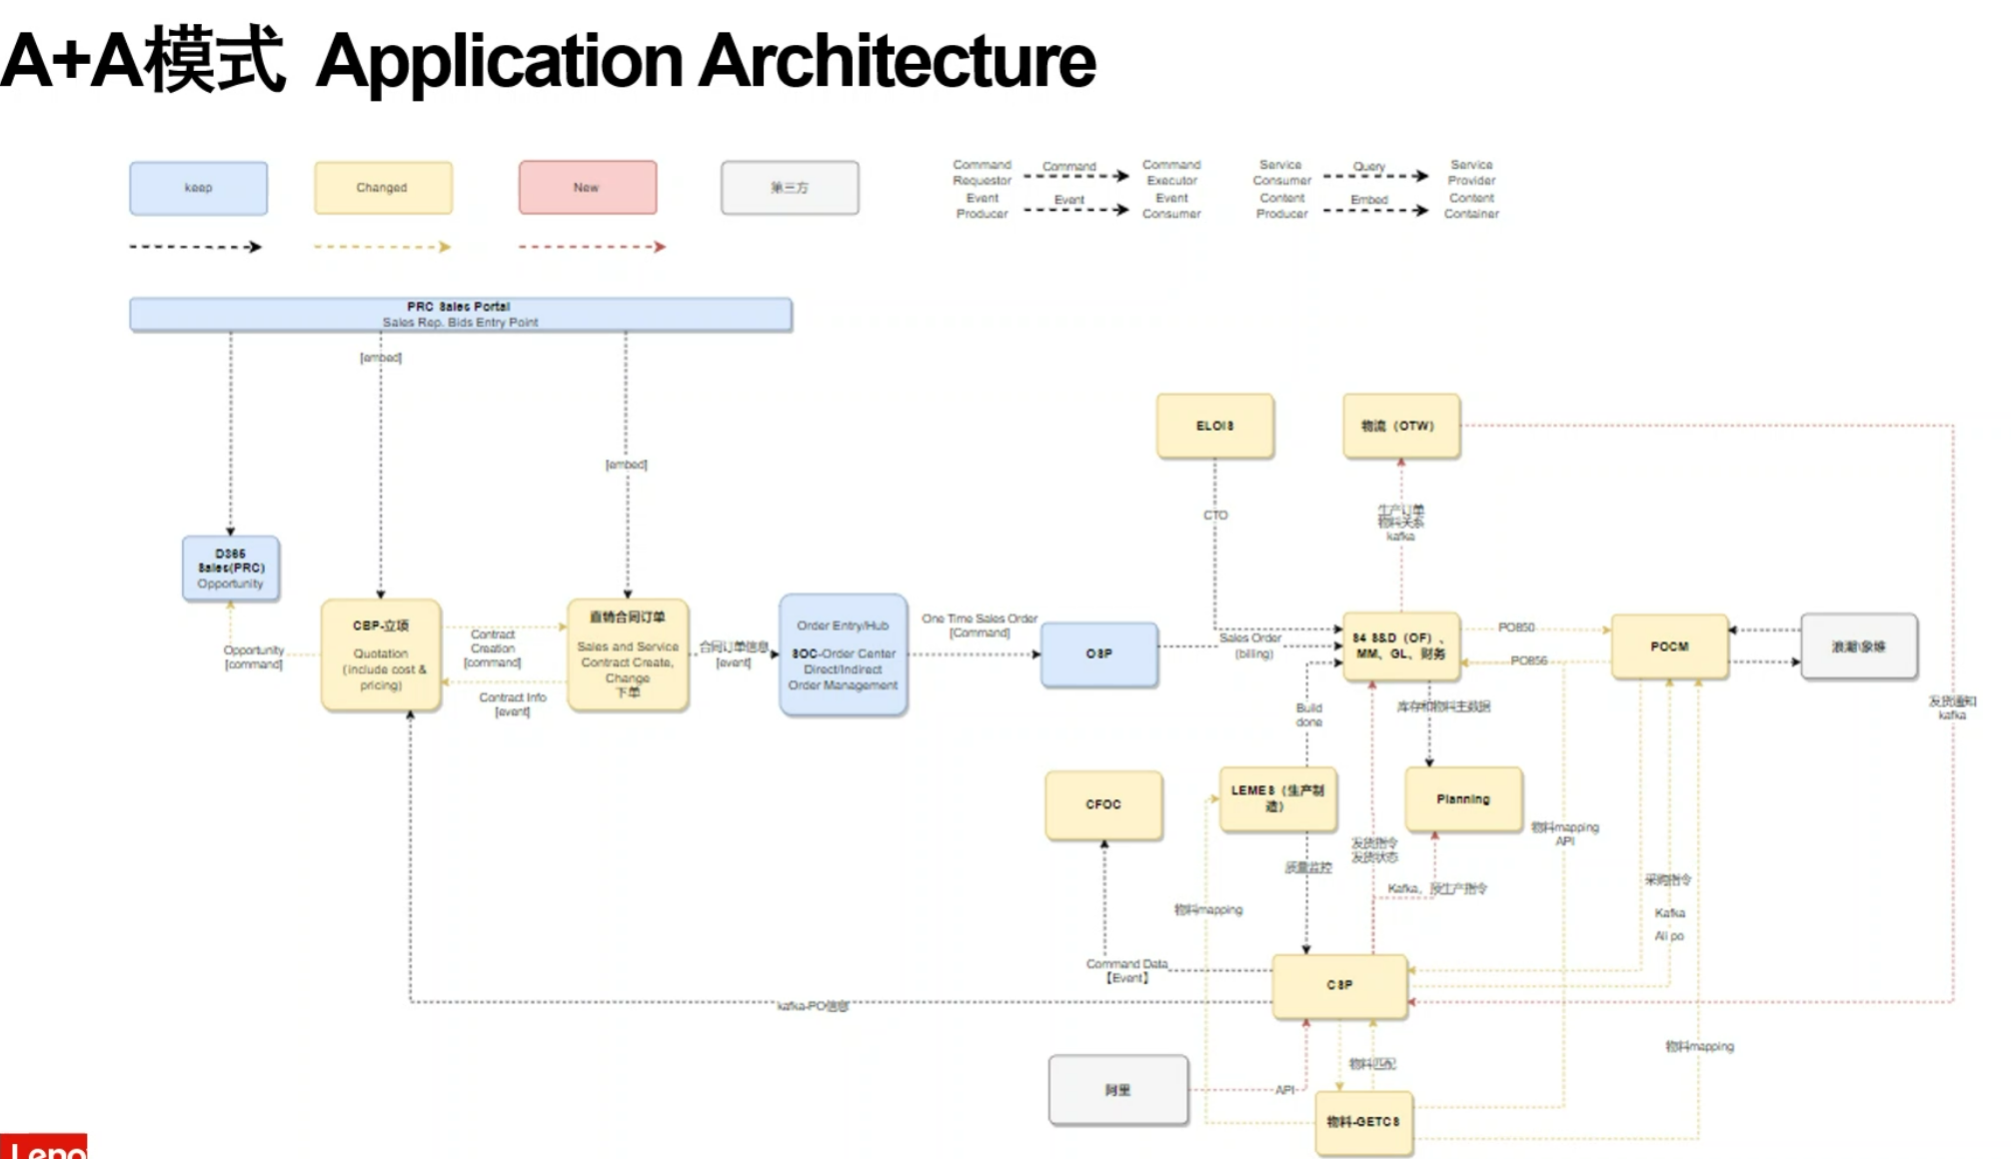 A+A模式 Application Architecture
keep
Changed
New
第三方
Command
Requestor
Command
Command
Executor
Event
Producer
Event
Event
Consumer
Service
Consumer
Query
Service
Provider
Content
Producer
Embed
Content
Container
PRC Sales Portal
Sales Rep. Bids Entry Point
[embed]
[embed]
ELOIS
物流（OTW）
CTO
生产订单
物料关系
kafka
D365
Sales(PRC)
Opportunity
Opportunity
[command]
CBP-立项
Quotation
(include cost &
pricing)
Contract
Creation
[command]
Contract Info
[event]
直销合同订单
Sales and Service
Contract Create,
Change
下单
合同订单信息
[event]
Order Entry/Hub
SOC-Order Center
Direct/Indirect
Order Management
One Time Sales Order
[Command]
OSP
Sales Order
(billing)
S4 S&D（OF）、
MM、GL、财务
PO850
PO856
POCM
浪潮\象维
发货通知
kafka
Build
done
库存和物料主数据
CFOC
LEMES（生产制
造）
Planning
物料mapping
API
发货指令
发货状态
质量监控
Kafka，预生产指令
采购指令
Kafka
Ali po
物料mapping
Command Data
【Event】
CSP
kafka-PO信息
物料mapping
阿里
API
物料匹配
物料-GETCS
Leno